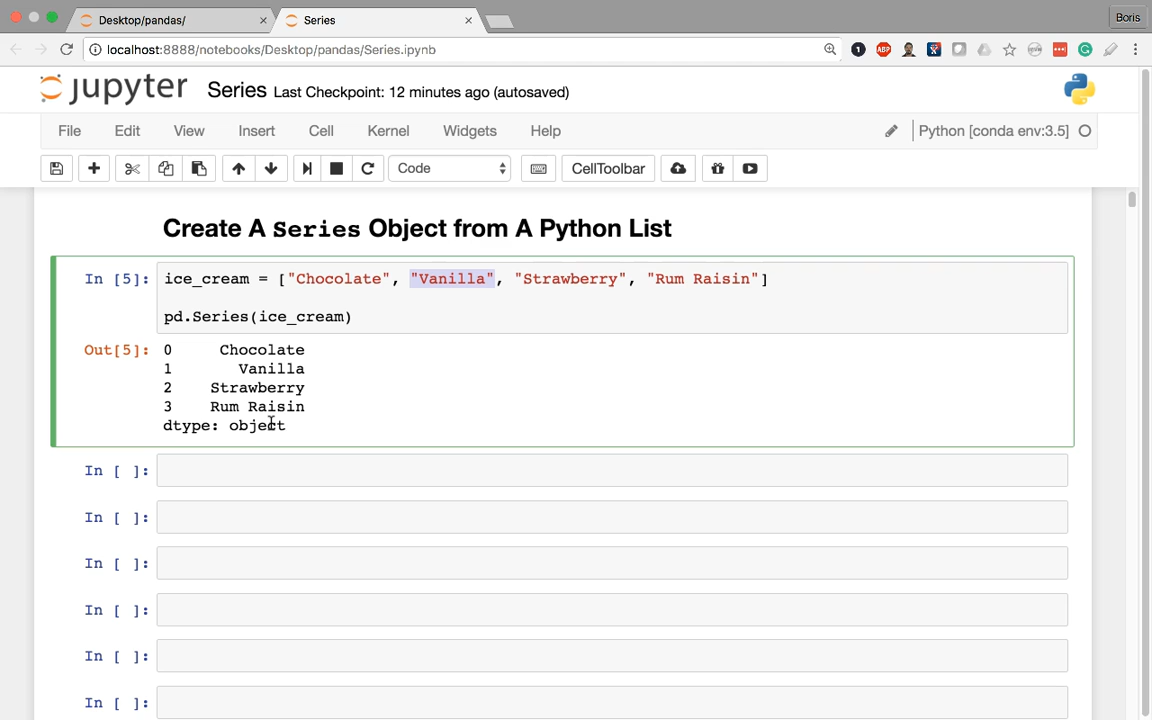 Desktop/pandas/ × Series × Boris
localhost:8888/notebooks/Desktop/pandas/Series.ipynb
jupyter Series Last Checkpoint: 12 minutes ago (autosaved)
File Edit View Insert Cell Kernel Widgets Help Python [conda env:3.5]
Code CellToolbar
Create A Series Object from A Python List
In [5]: ice_cream = ["Chocolate", "Vanilla", "Strawberry", "Rum Raisin"]
pd.Series(ice_cream)
Out[5]: 0 Chocolate
1 Vanilla
2 Strawberry
3 Rum Raisin
dtype: object
In [ ]:
In [ ]:
In [ ]:
In [ ]:
In [ ]:
In [ ]: